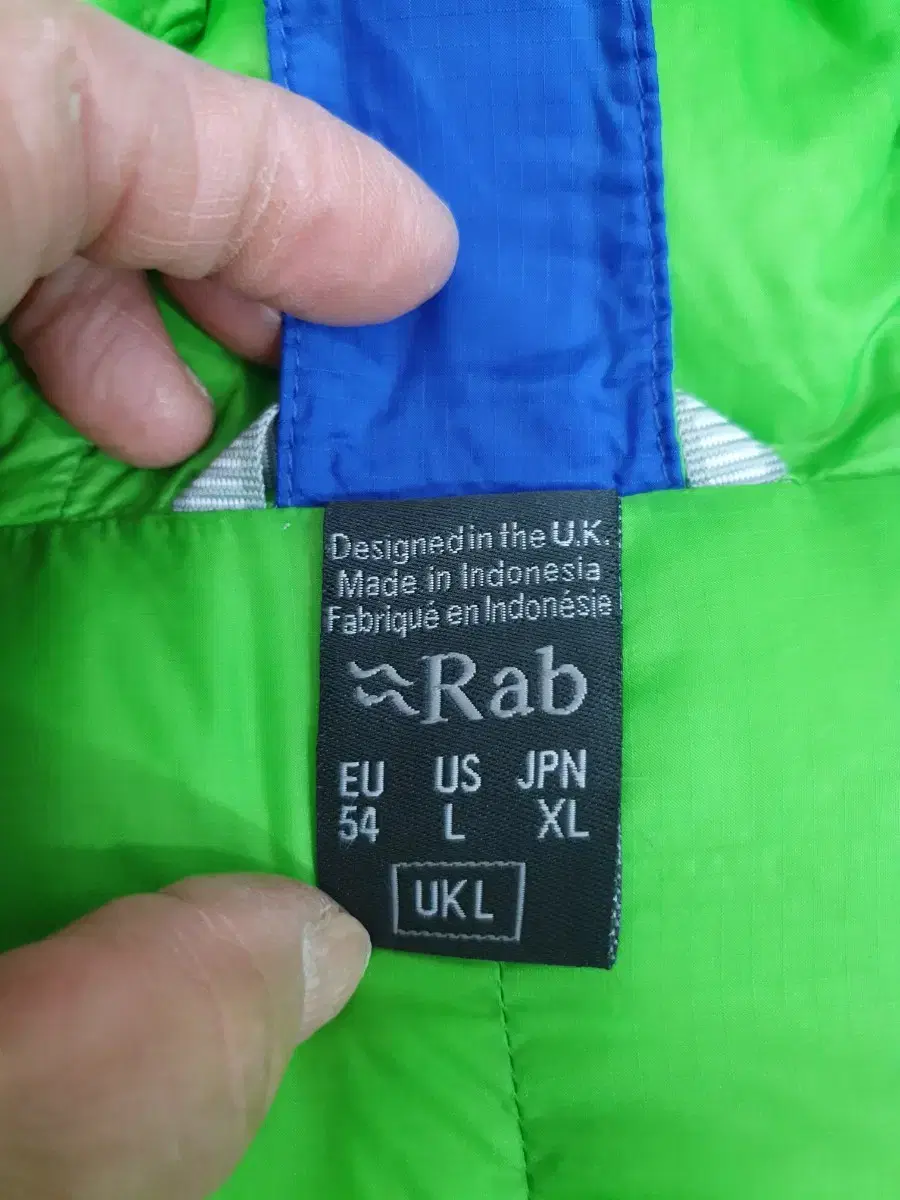 Designed in the U.K.
Made in Indonesia
Fabriqué en Indonésie
Rab
EU US JPN
54 L XL
UK L